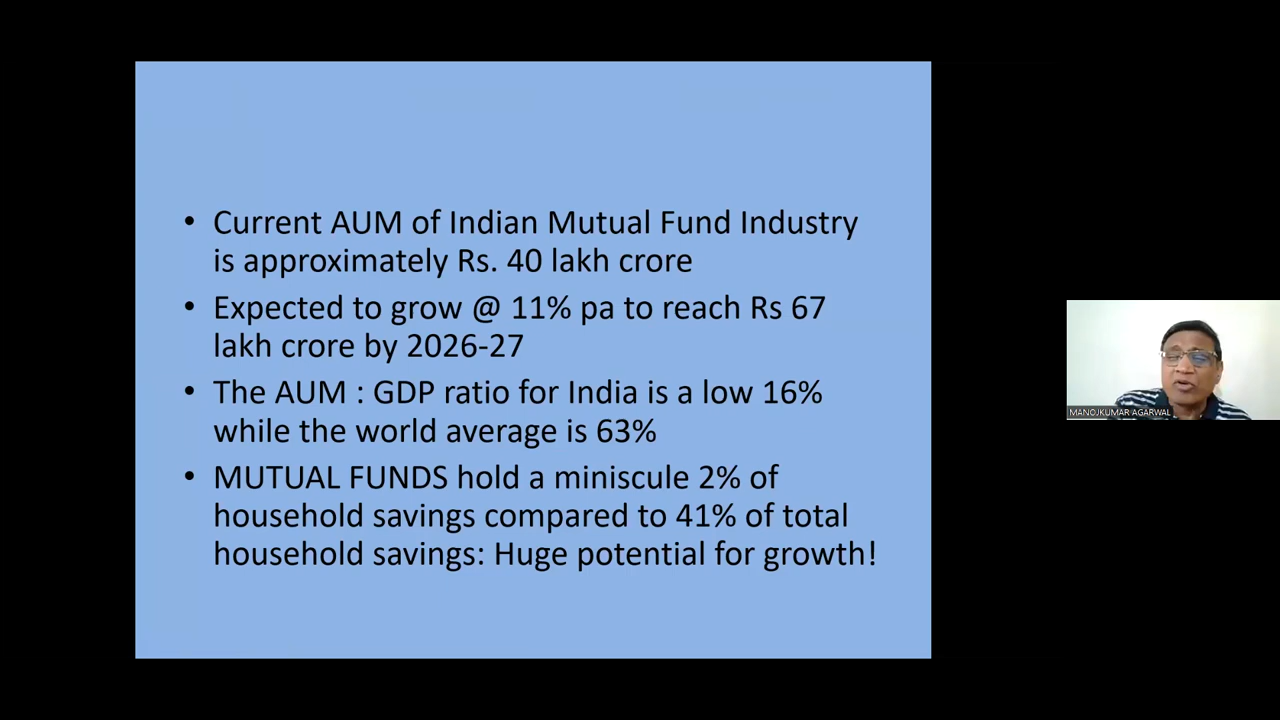 • Current AUM of Indian Mutual Fund Industry
is approximately Rs. 40 lakh crore
• Expected to grow @ 11% pa to reach Rs 67
lakh crore by 2026-27
• The AUM : GDP ratio for India is a low 16%
while the world average is 63%
• MUTUAL FUNDS hold a miniscule 2% of
household savings compared to 41% of total
household savings: Huge potential for growth!
MANOJKUMAR AGARWAL